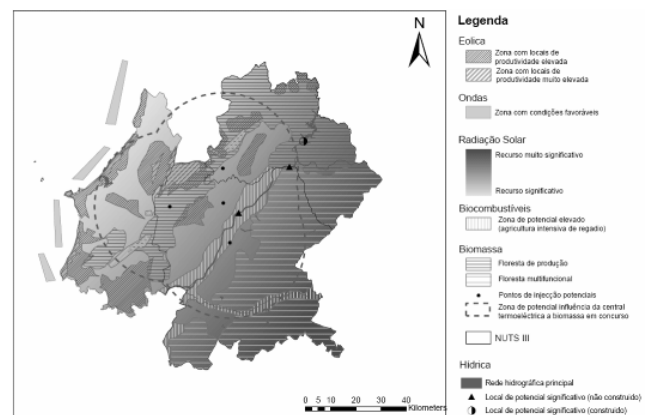 N
0 5 10 20 30 40
Kilometers
Legenda
Eolica
Zona com locais de
produtividade elevada
Zona com locais de
produtividade muito elevada
Ondas
Zona com condições favoráveis
Radiação Solar
Recurso muito significativo
Recurso significativo
Biocombustíveis
Zona de potencial elevado
(agricultura intensiva de regadio)
Biomassa
Floresta de produção
Floresta multifuncional
Pontos de injecção potenciais
Zona de potencial influência da central
termoeléctrica a biomassa em concurso
NUTS III
Hídrica
Rede hidrográfica principal
Local de potencial significativo (não construido)
Local de potencial significativo (construido)